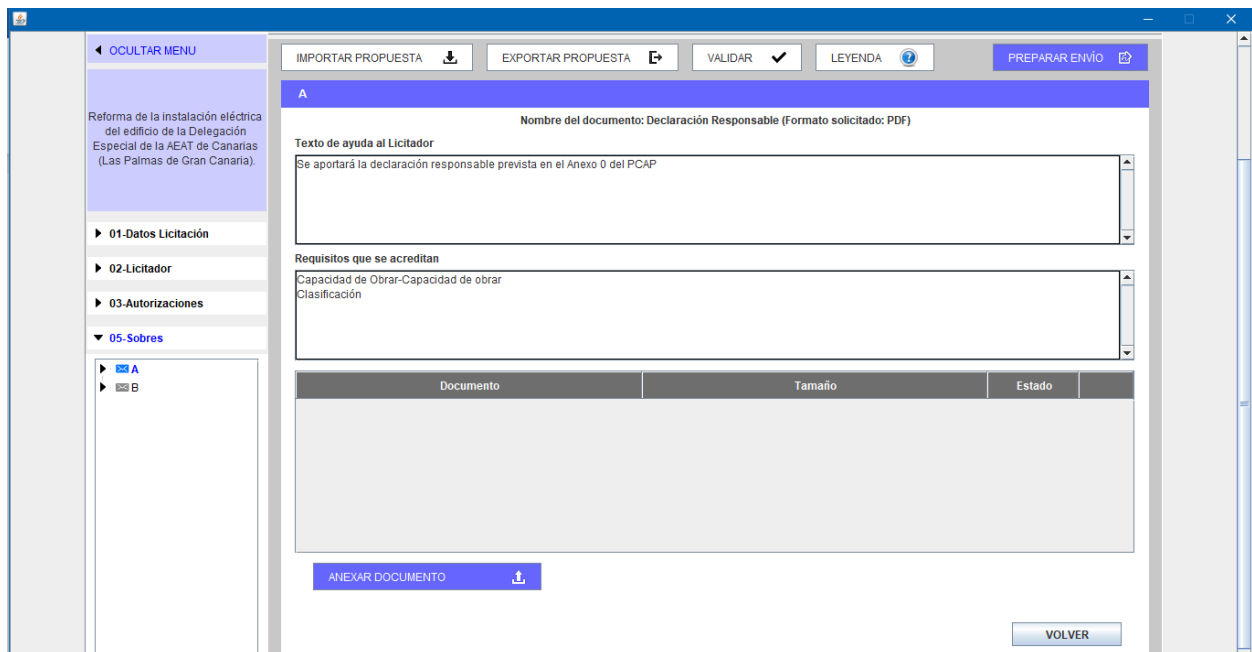 OCULTAR MENU
IMPORTAR PROPUESTA
EXPORTAR PROPUESTA
VALIDAR
LEYENDA
PREPARAR ENVÍO
Reforma de la instalación eléctrica
del edificio de la Delegación
Especial de la AEAT de Canarias
(Las Palmas de Gran Canaria).
01-Datos Licitación
02-Licitador
03-Autorizaciones
05-Sobres
A
B
A
Nombre del documento: Declaración Responsable (Formato solicitado: PDF)
Texto de ayuda al Licitador
Se aportará la declaración responsable prevista en el Anexo 0 del PCAP
Requisitos que se acreditan
Capacidad de Obrar-Capacidad de obrar
Clasificación
Documento
Tamaño
Estado
ANEXAR DOCUMENTO
VOLVER